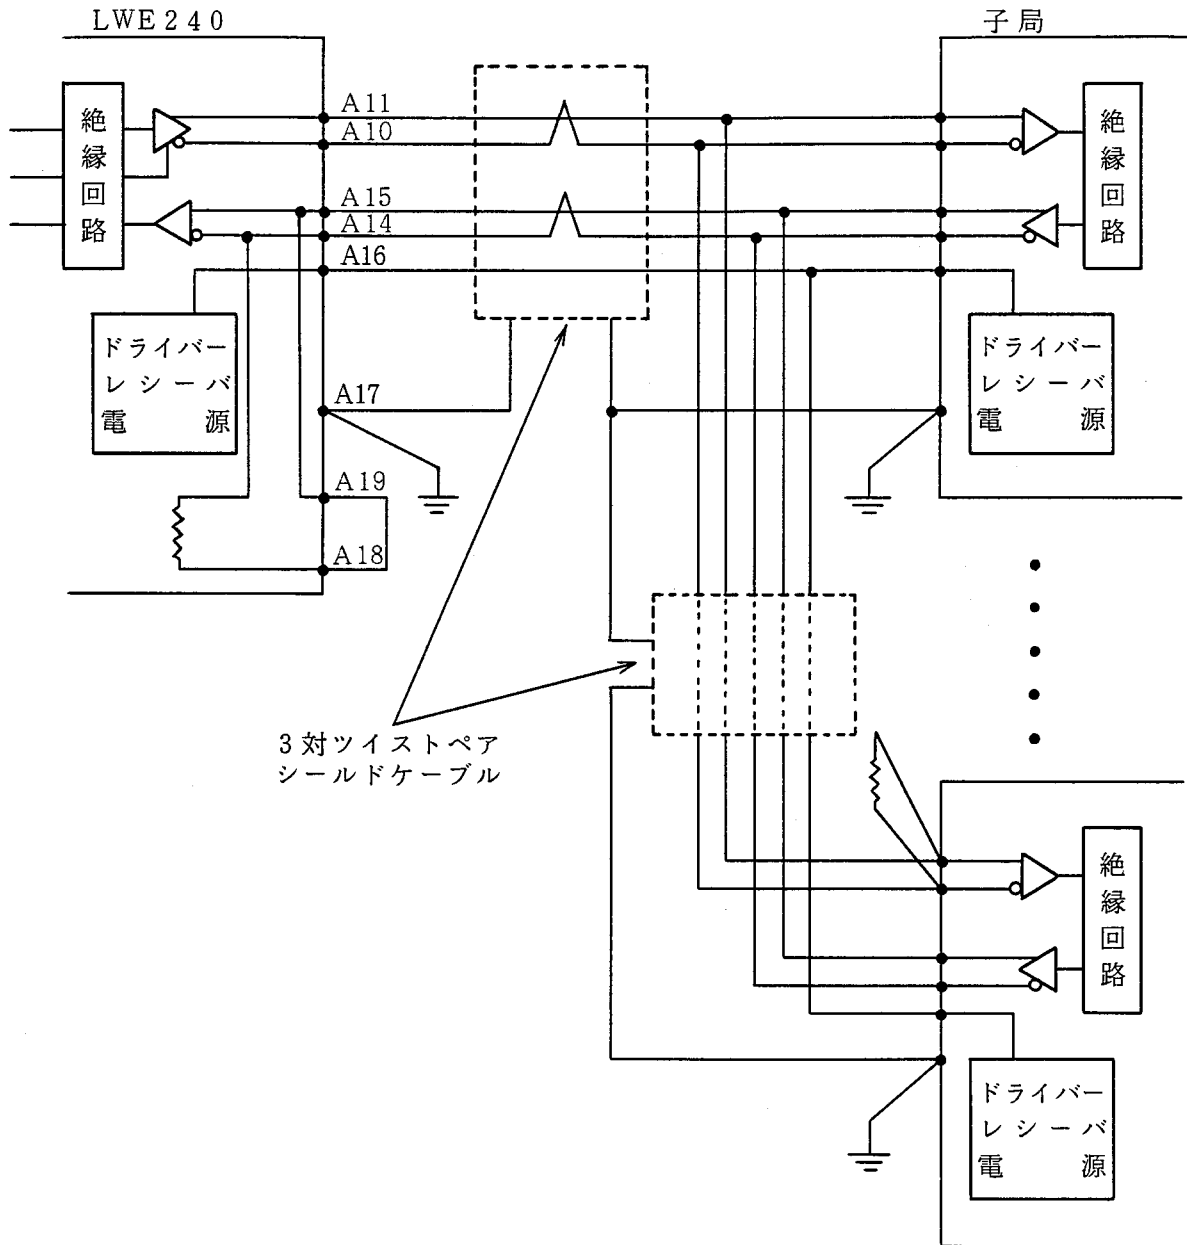 LWE240
子局
絶縁回路
A11
A10
A15
A14
A16
絶縁回路
ドライバー
レシーバ
電源
A17
A19
A18
ドライバー
レシーバ
電源
3対ツイストペア
シールドケーブル
絶縁回路
ドライバー
レシーバ
電源